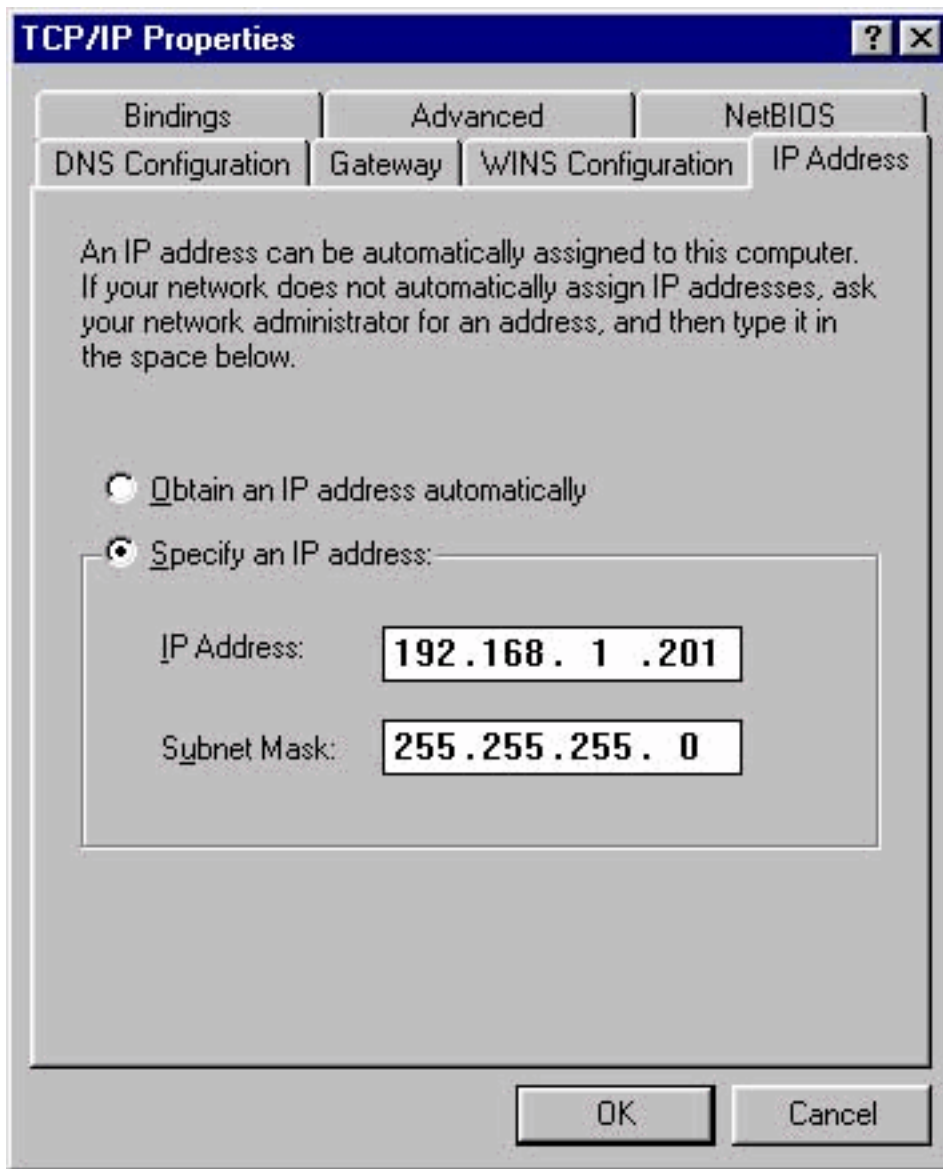 TCP/IP Properties
Bindings Advanced NetBIOS
DNS Configuration Gateway WINS Configuration IP Address
An IP address can be automatically assigned to this computer.
If your network does not automatically assign IP addresses, ask
your network administrator for an address, and then type it in
the space below.
Obtain an IP address automatically
Specify an IP address:
IP Address: 192.168. 1 .201
Subnet Mask: 255.255.255. 0
OK Cancel